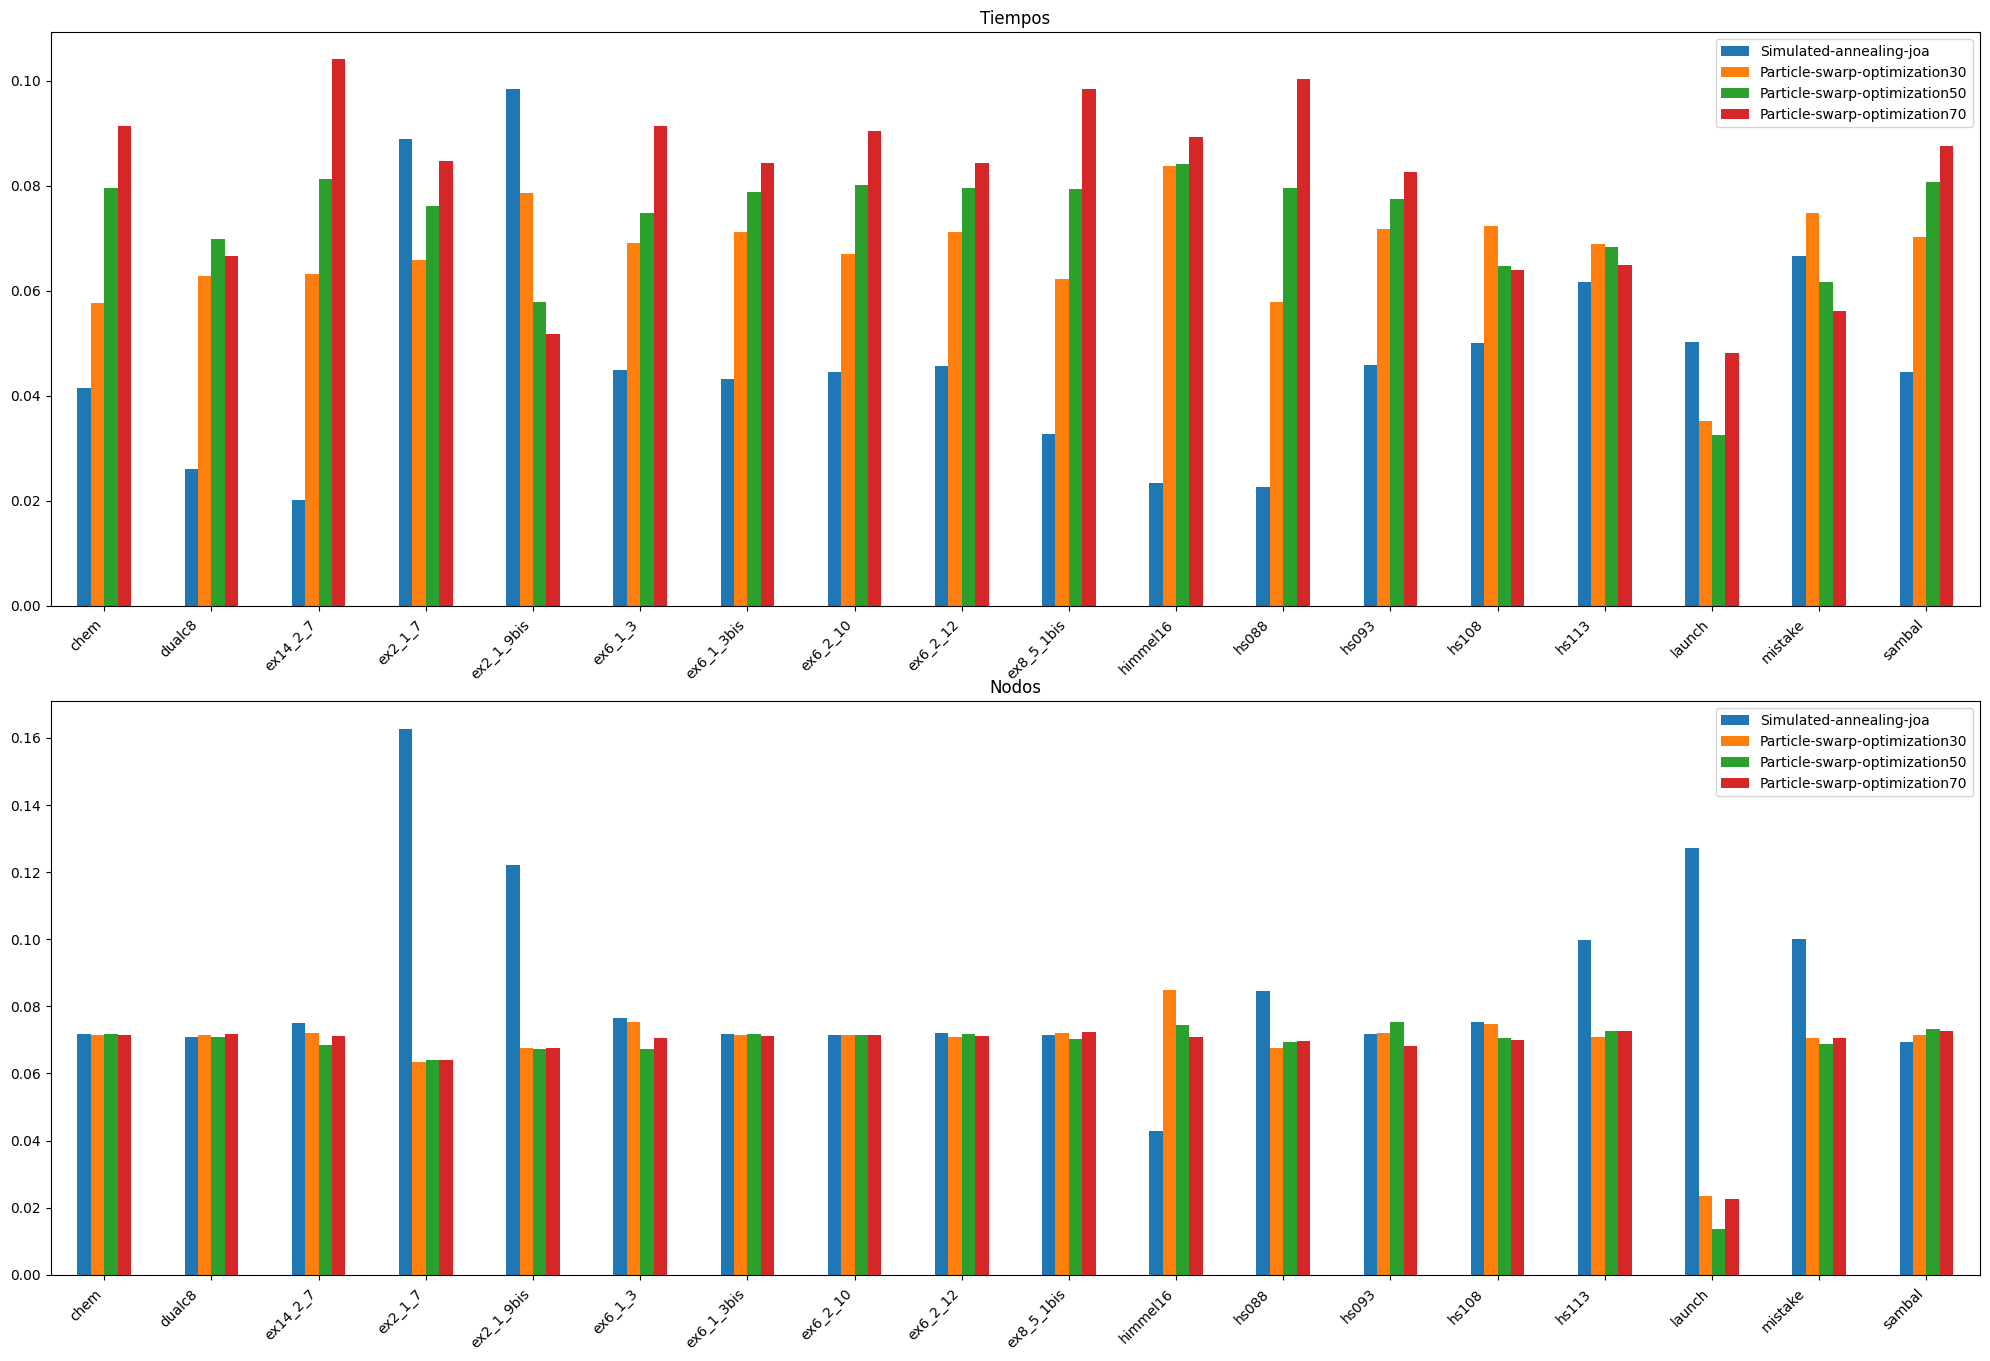 Tiempos
Simulated-annealing-joa
Particle-swarp-optimization30
Particle-swarp-optimization50
Particle-swarp-optimization70
0.10
0.08
0.06
0.04
0.02
0.00
chem
dualc8
ex14_2_7
ex2_1_7
ex2_1_9bis
ex6_1_3
ex6_1_3bis
ex6_2_10
ex6_2_12
ex8_5_1bis
himmel16
hs088
hs093
hs108
hs113
launch
mistake
sambal
Nodos
Simulated-annealing-joa
Particle-swarp-optimization30
Particle-swarp-optimization50
Particle-swarp-optimization70
0.16
0.14
0.12
0.10
0.08
0.06
0.04
0.02
0.00
chem
dualc8
ex14_2_7
ex2_1_7
ex2_1_9bis
ex6_1_3
ex6_1_3bis
ex6_2_10
ex6_2_12
ex8_5_1bis
himmel16
hs088
hs093
hs108
hs113
launch
mistake
sambal